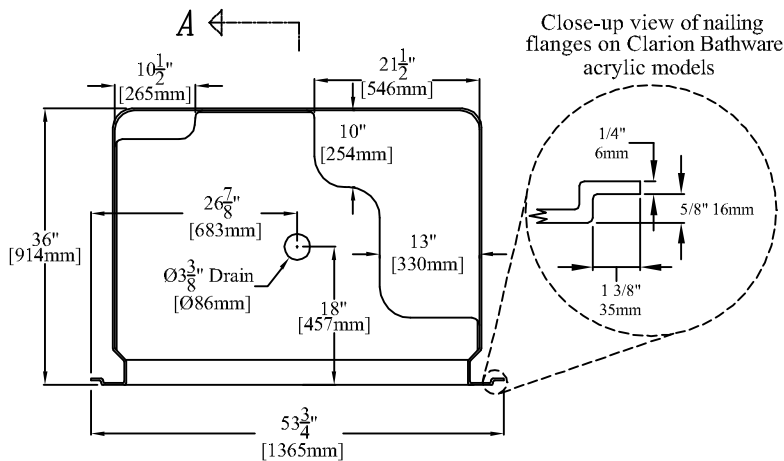 A
Close-up view of nailing
flanges on Clarion Bathware
acrylic models
10 1/2"
[265mm]
21 1/2"
[546mm]
10"
[254mm]
1/4"
6mm
26 7/8"
[683mm]
5/8" 16mm
36"
[914mm]
13"
[330mm]
Ø3 3/8" Drain
[Ø86mm]
18"
[457mm]
1 3/8"
35mm
53 3/4"
[1365mm]